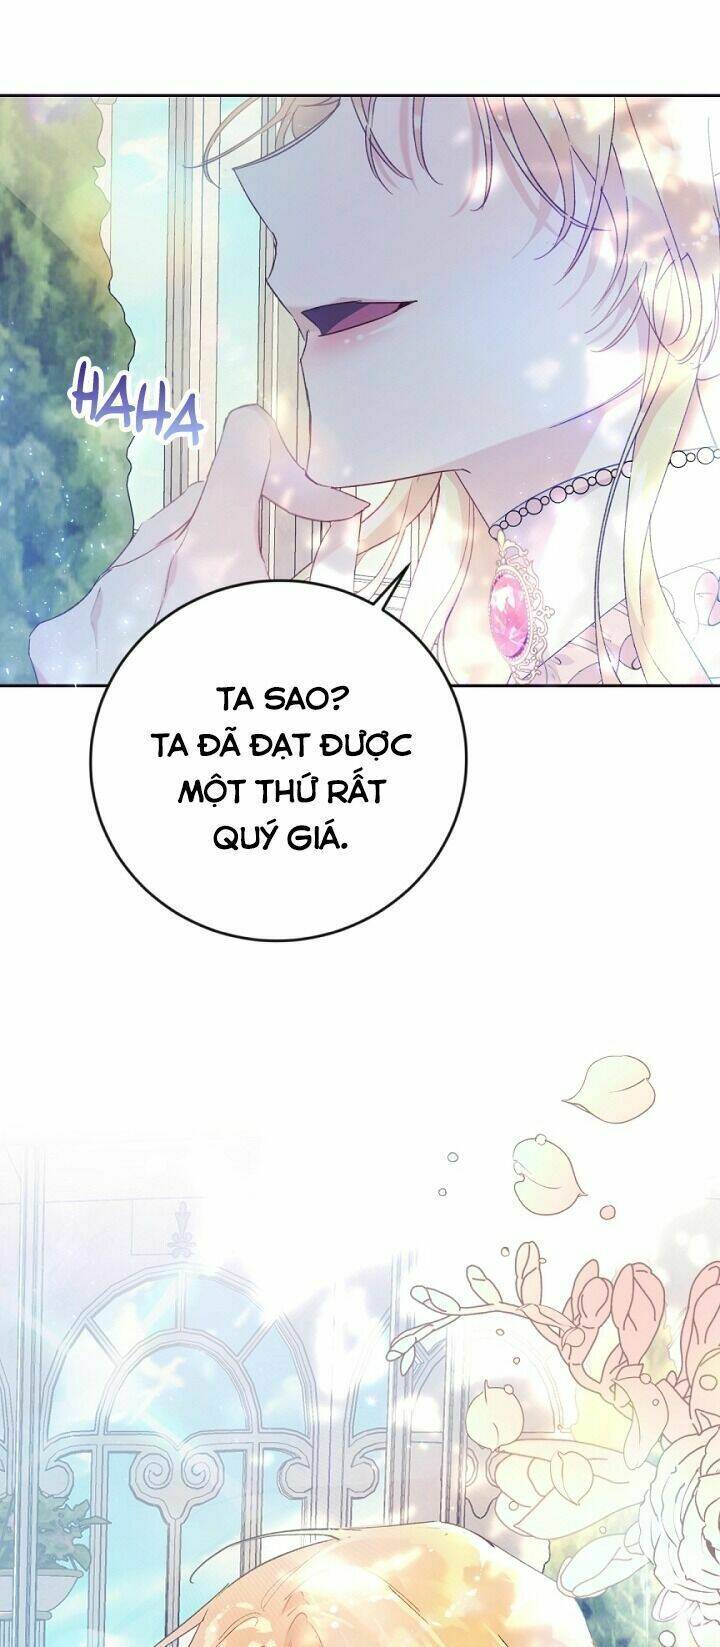 HAHA
TA SAO?
TA ĐÃ ĐẠT ĐƯỢC
MỘT THỨ RẤT
QUÝ GIÁ.